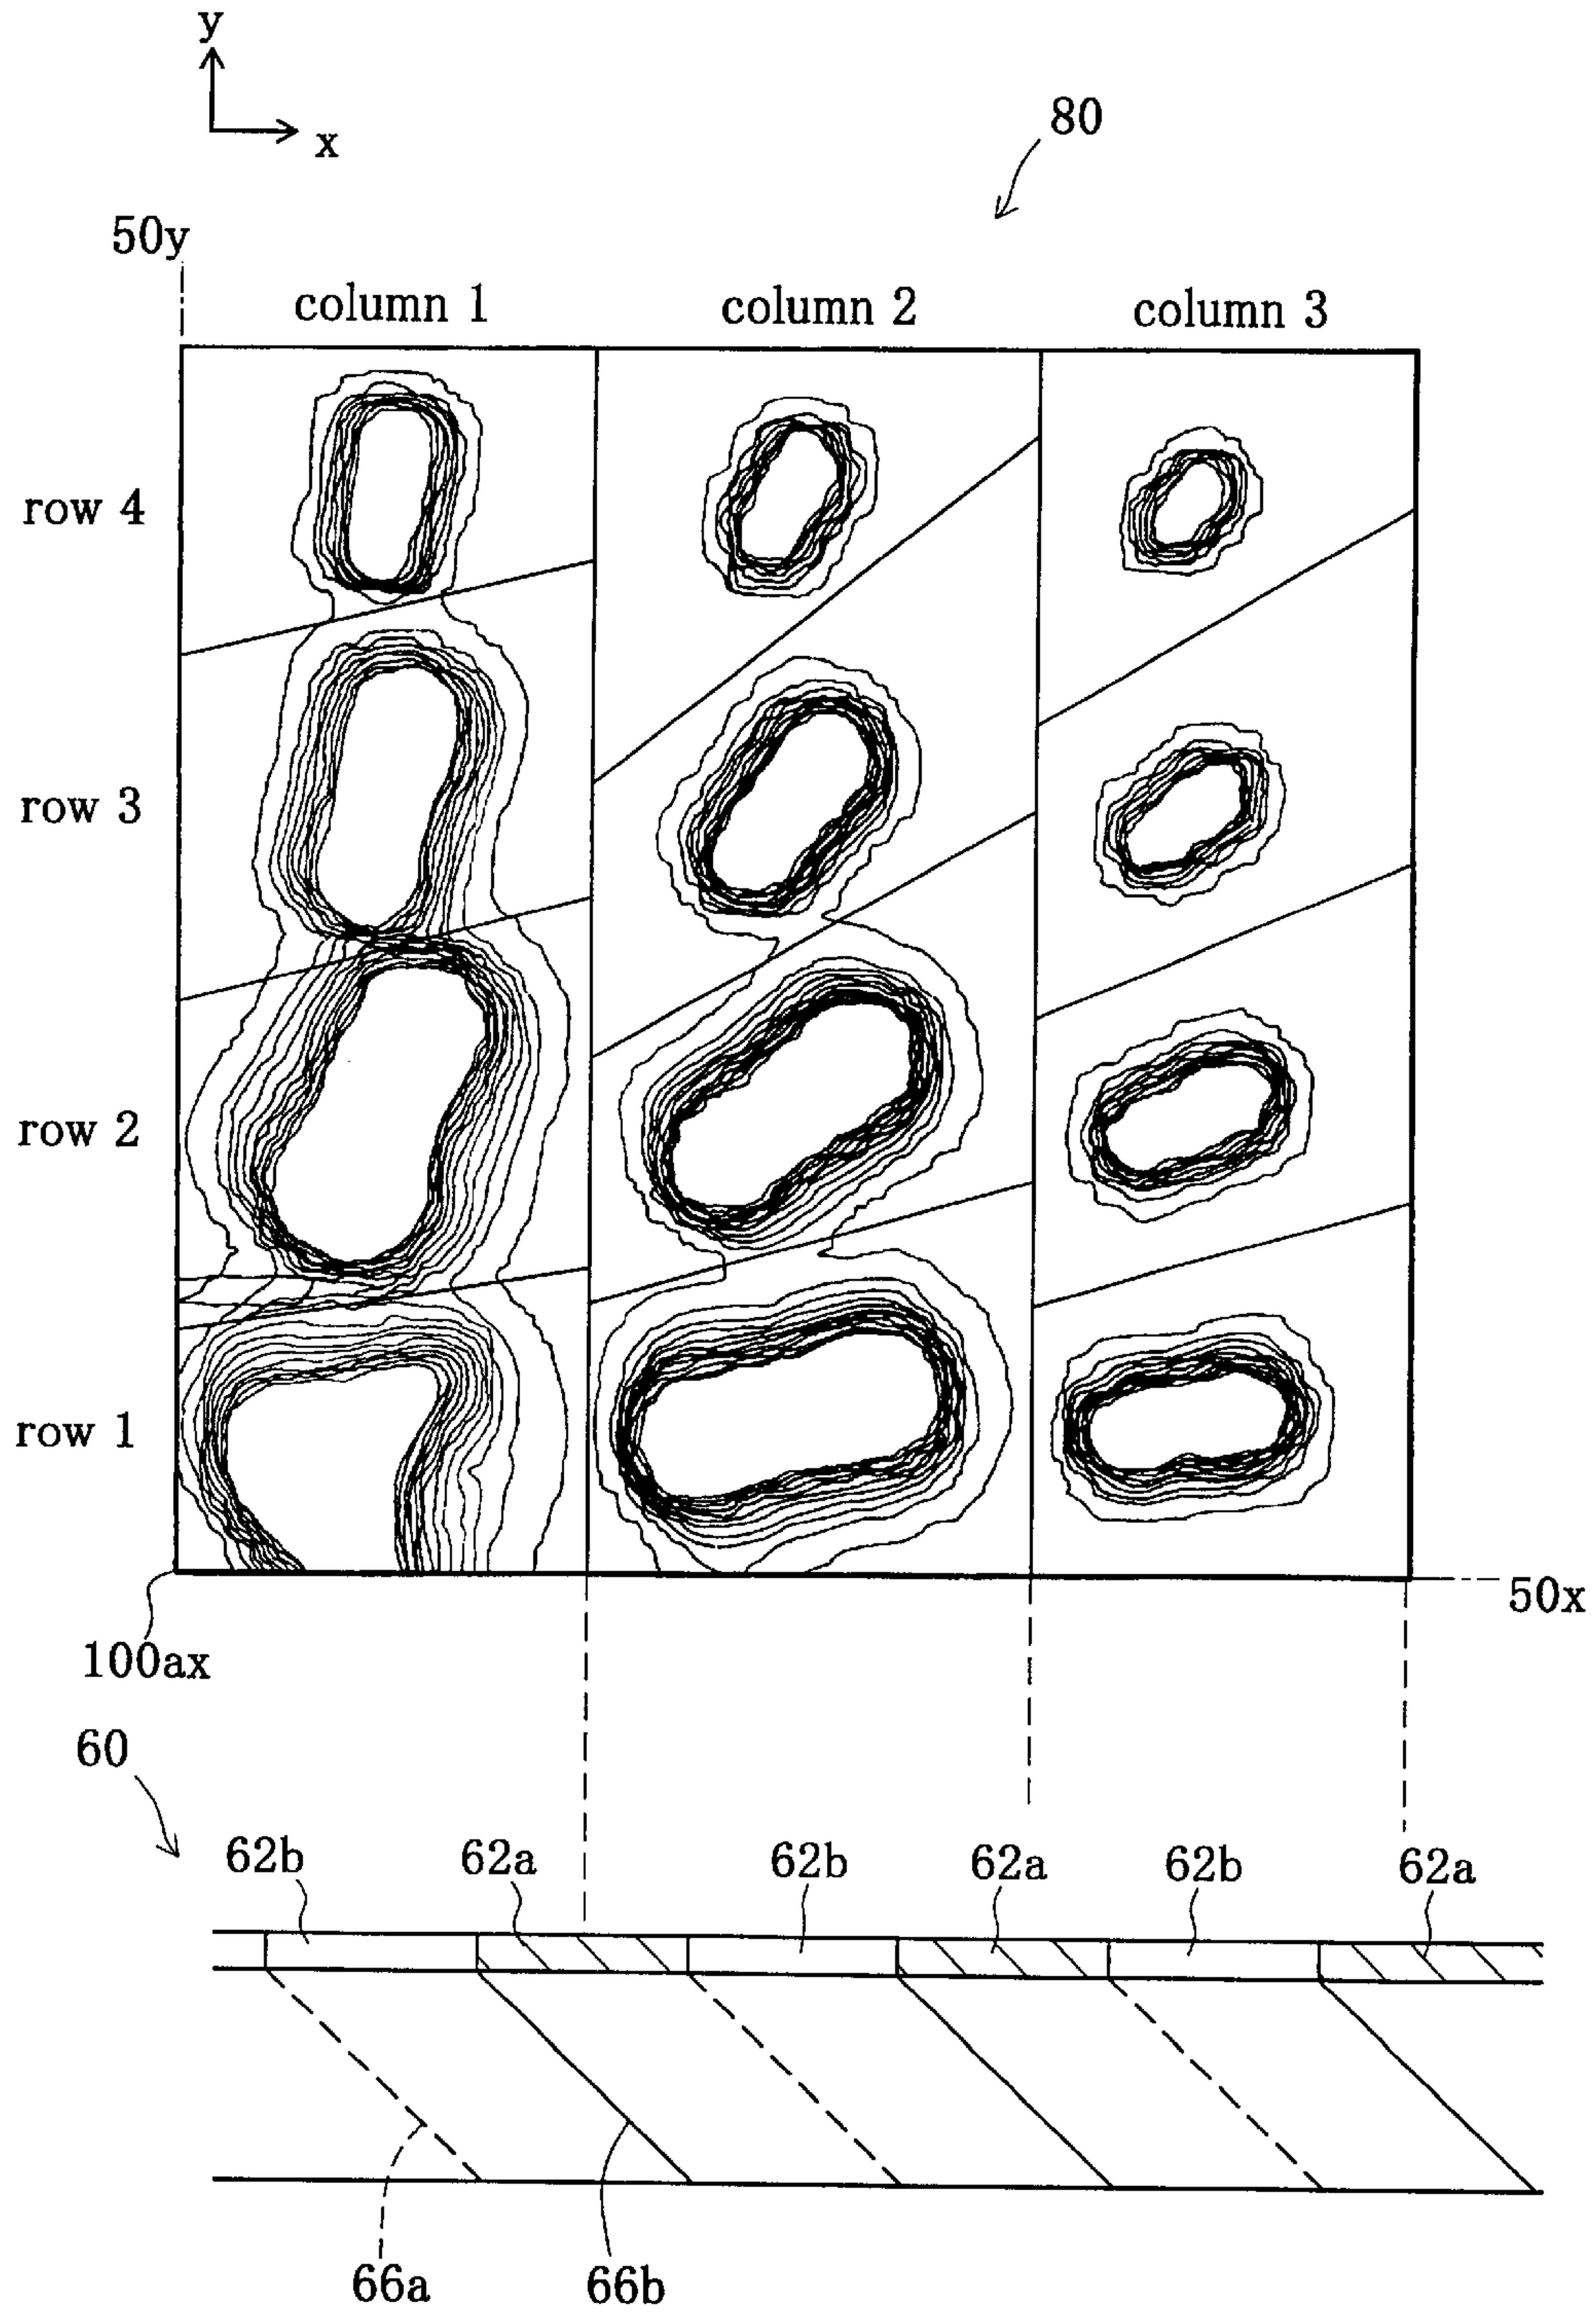 y
x
80
50y
column 1 column 2 column 3
row 4
row 3
row 2
row 1
50x
100ax
60
62b 62a 62b 62a 62b 62a
66a 66b